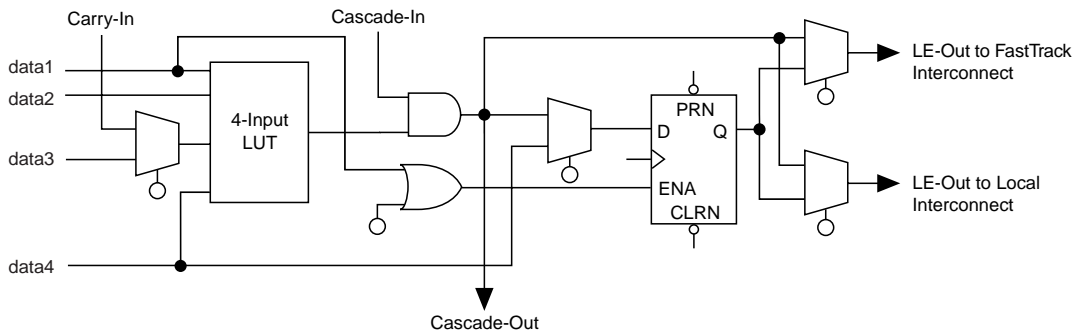 Carry-In
Cascade-In
data1
data2
data3
data4
4-Input
LUT
PRN
D
Q
ENA
CLRN
LE-Out to FastTrack
Interconnect
LE-Out to Local
Interconnect
Cascade-Out